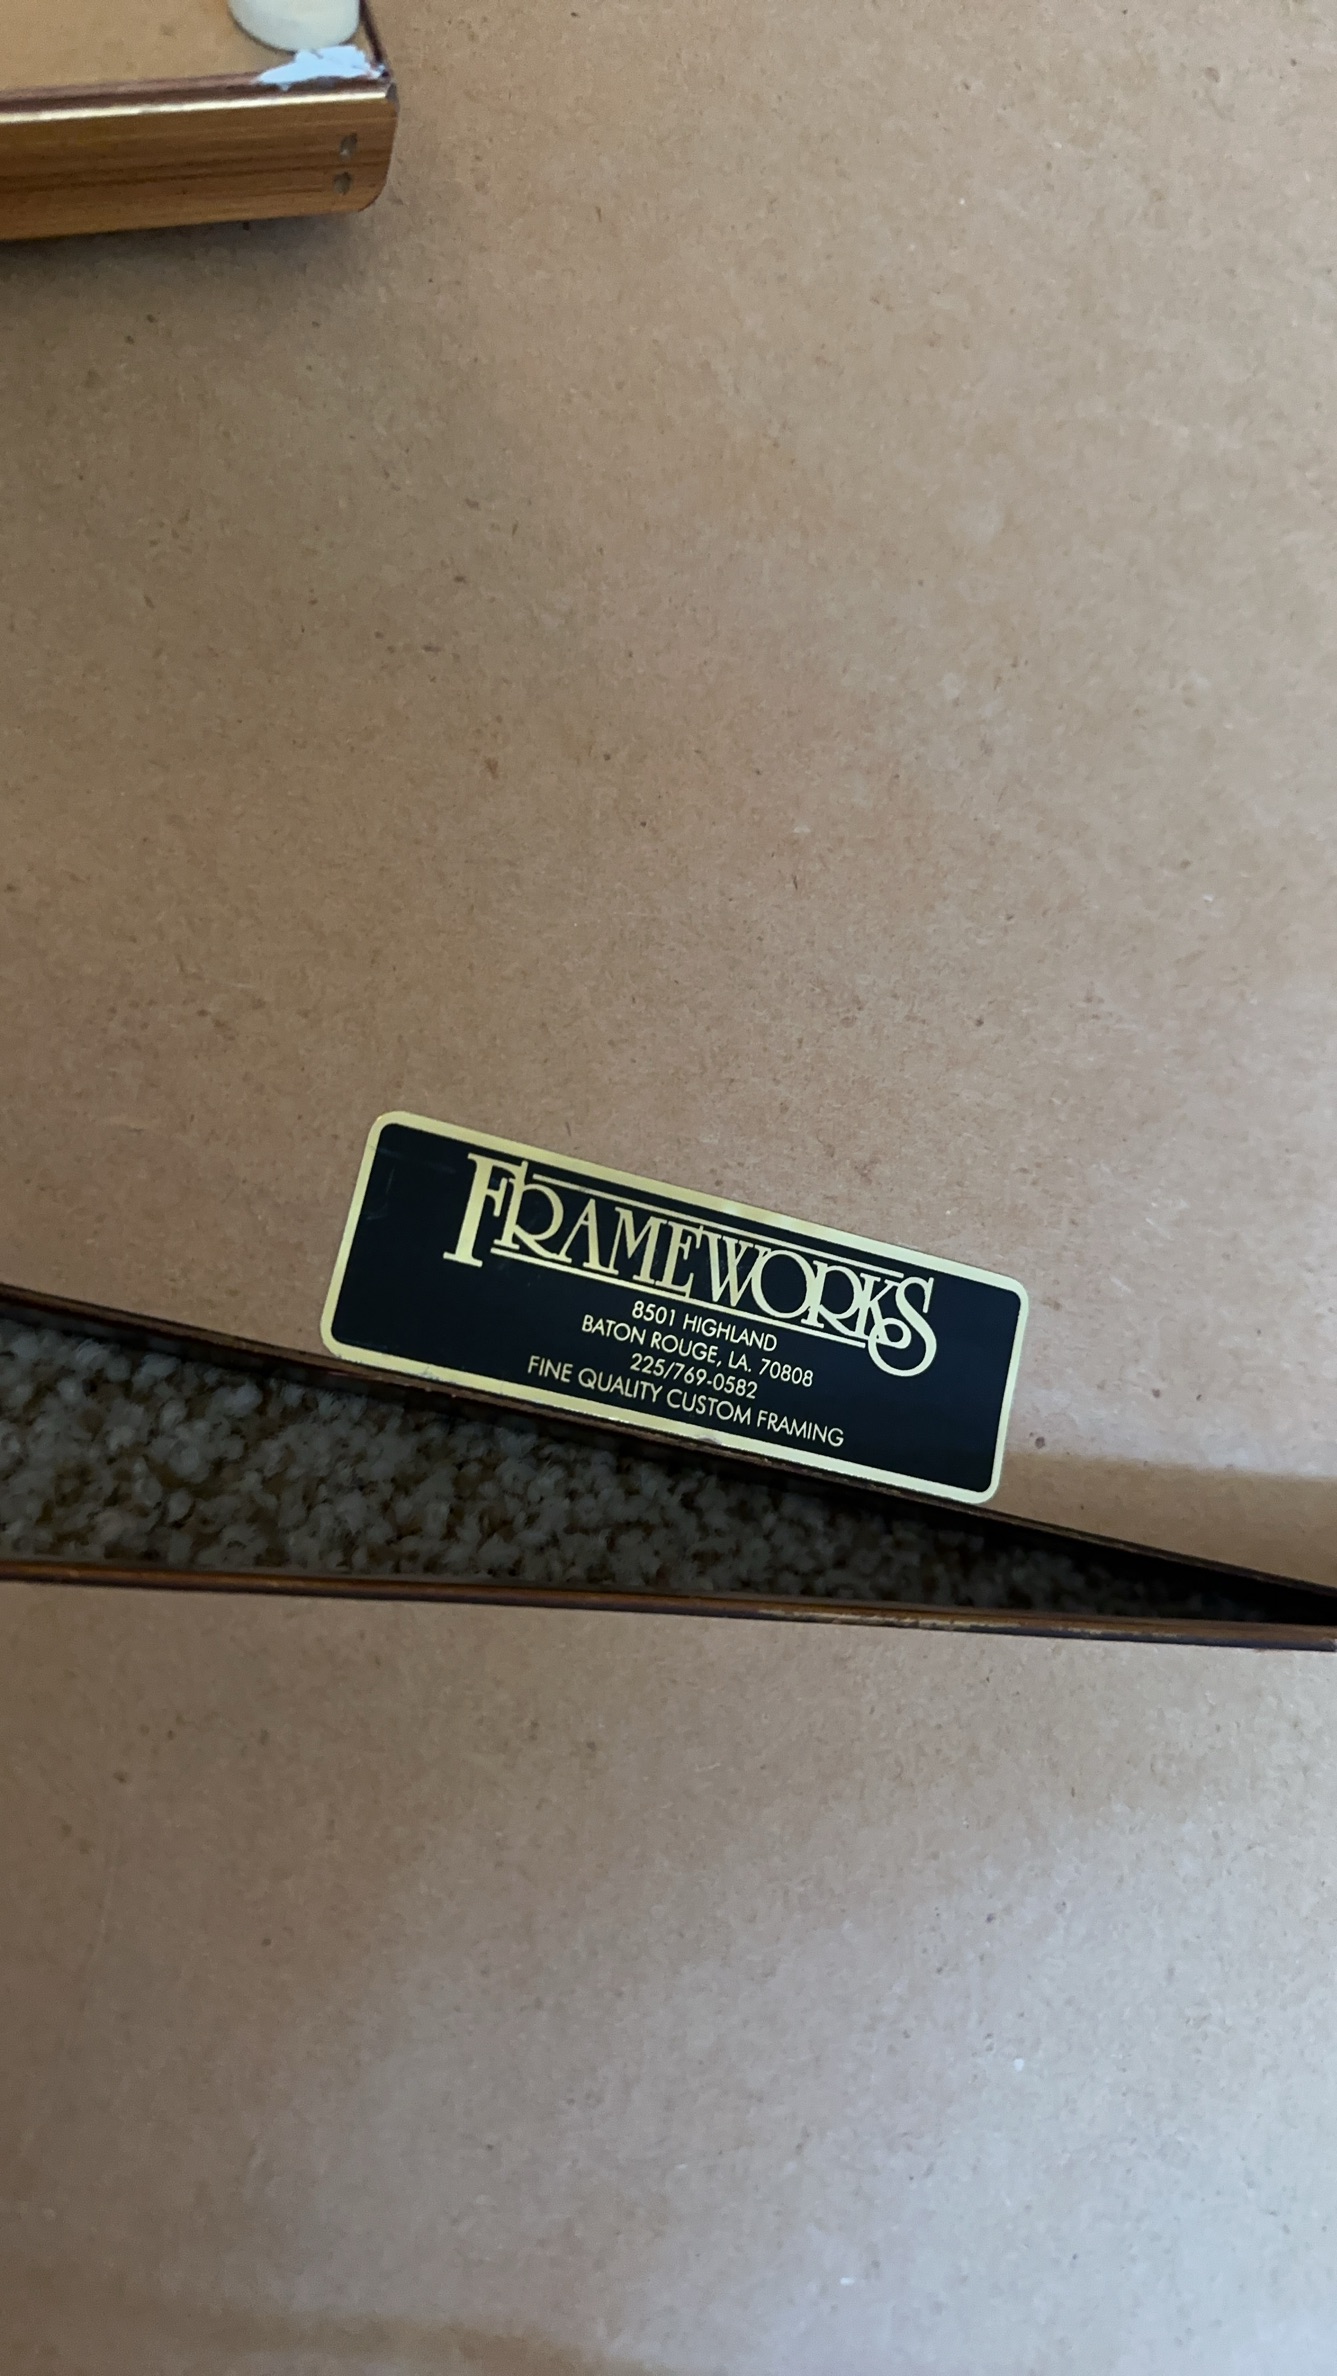 FRAMEWORKS
8501 HIGHLAND
BATON ROUGE, LA. 70808
225/769-0582
FINE QUALITY CUSTOM FRAMING